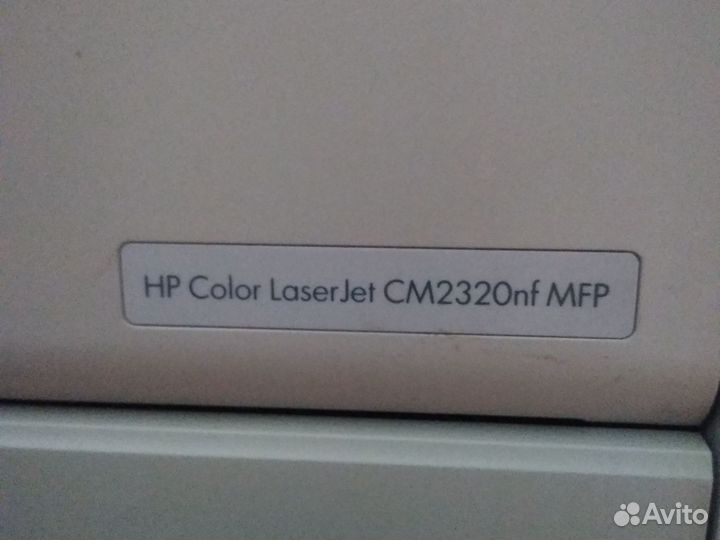 HP Color LaserJet CM2320nf MFP
Avito